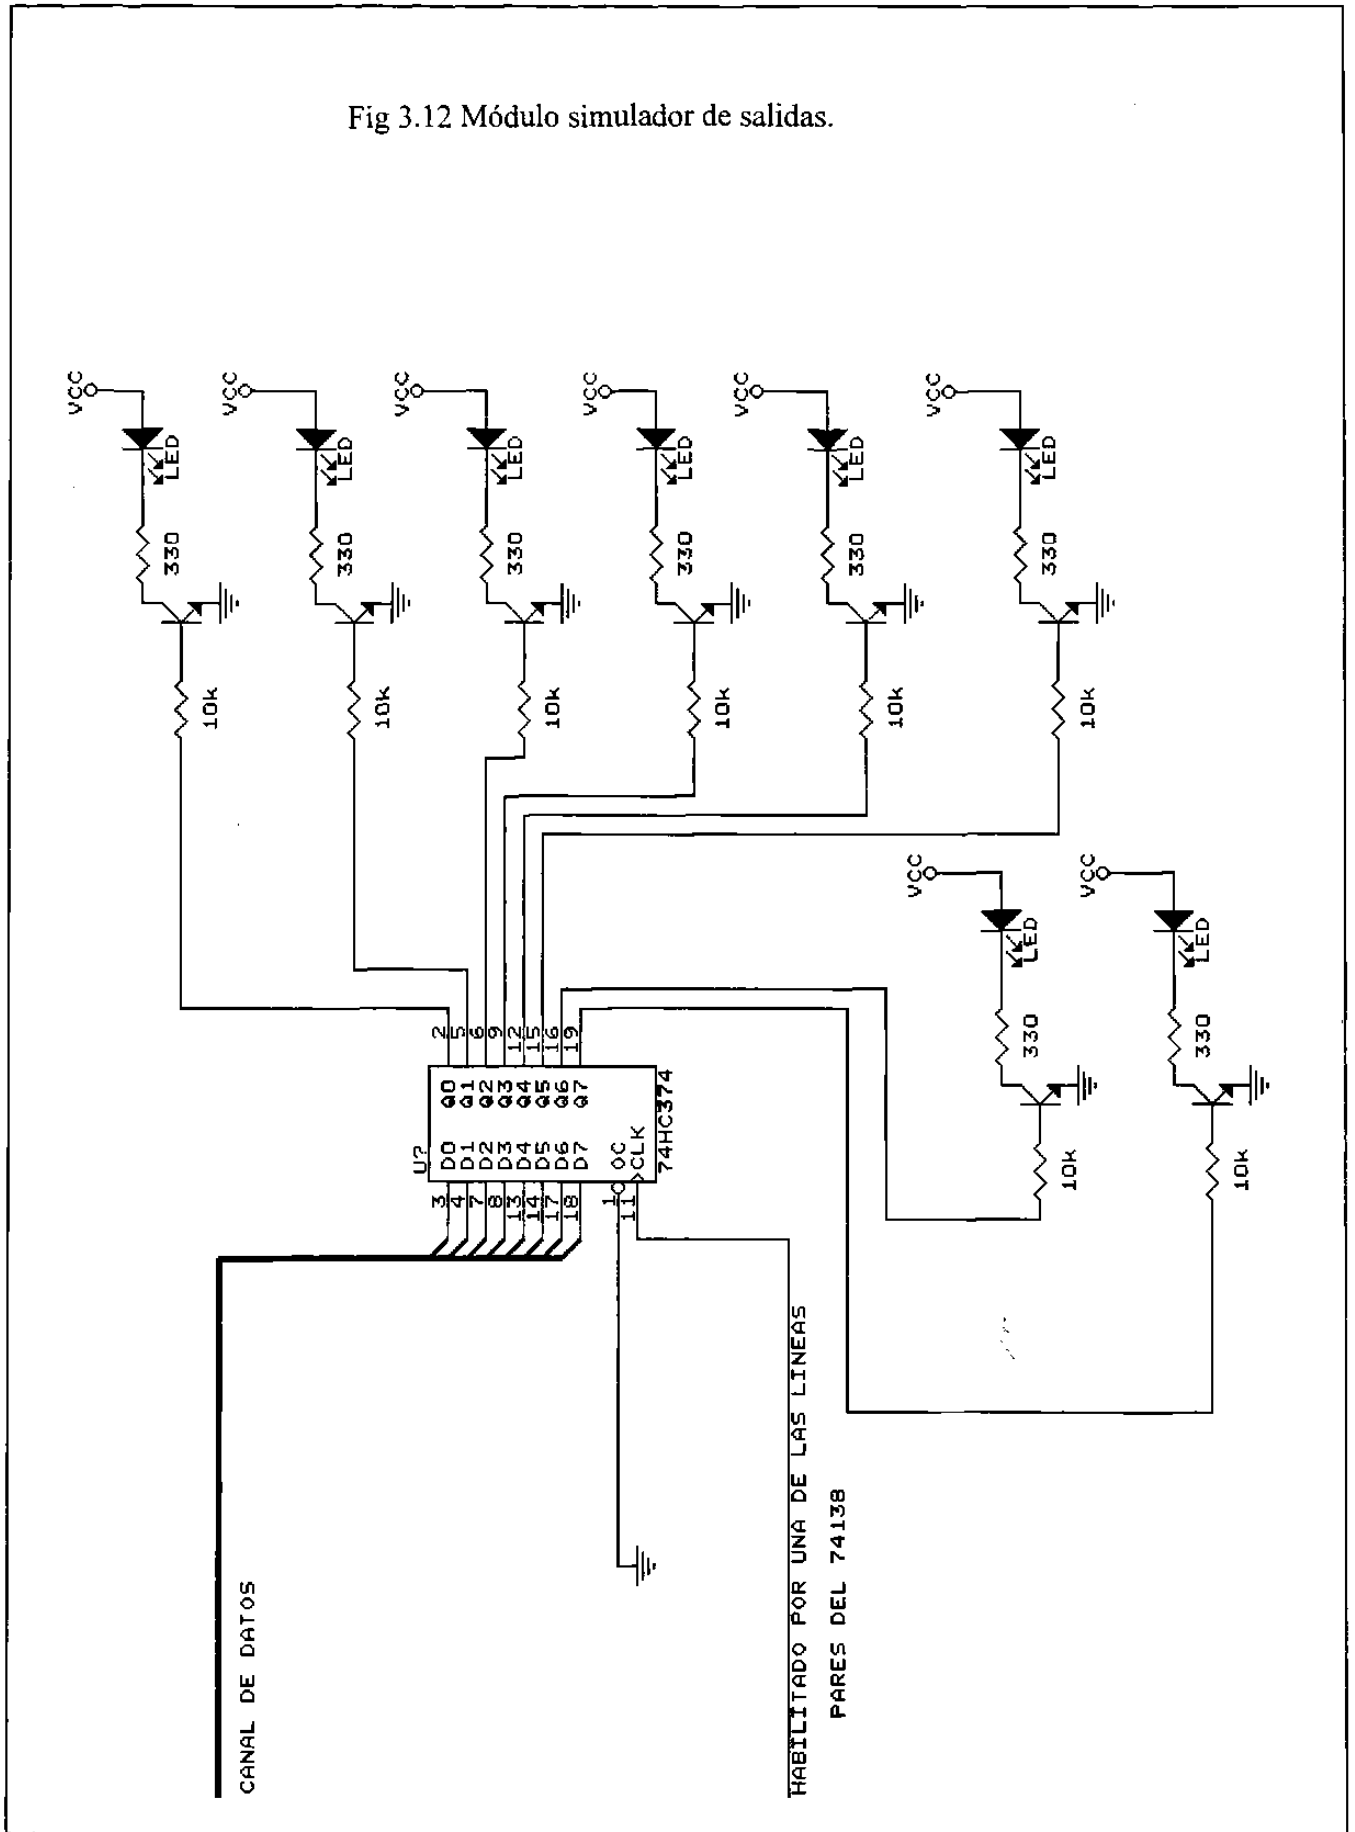 Fig 3.12 Módulo simulador de salidas.
VCC VCC VCC VCC VCC VCC
LED LED LED LED LED LED
330 330 330 330 330 330
10k 10k 10k 10k 10k 10k
VCC VCC
LED LED
330 330
10k 10k
2 5 6 9 12 15 16 19
Q0 Q1 Q2 Q3 Q4 Q5 Q6 Q7
U?
D0 D1 D2 D3 D4 D5 D6 D7 OC CLK
74HC374
3 4 7 8 13 14 17 18 1 11
CANAL DE DATOS
HABILITADO POR UNA DE LAS LINEAS
PARES DEL 74138